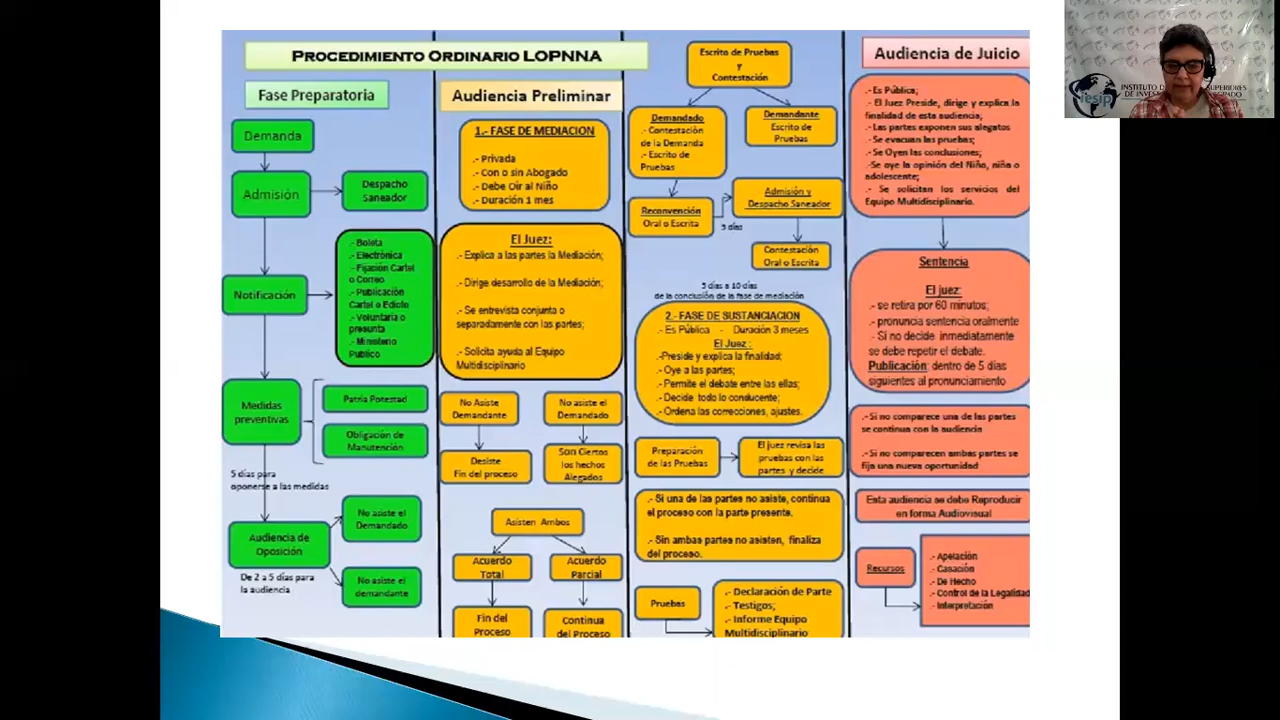 PROCEDIMIENTO ORDINARIO LOPNNA
Fase Preparatoria
Demanda
Admisión
Despacho
Saneador
Notificación
.- Boleta
.- Electrónica
.- Fijación Cartel
o Correo
.- Publicación
Cartel o Edicto
.- Voluntaria o
presunta
.- Ministerio
Publico
Medidas
preventivas
Patria Potestad
Obligación de
Manutención
5 días para
oponerse a las medidas
Audiencia de
Oposición
No asiste el
Demandado
No asiste el
demandante
De 2 a 5 días para
la audiencia
Audiencia Preliminar
1.- FASE DE MEDIACION
.- Privada
.- Con o sin Abogado
.- Debe Oír al Niño
.- Duración 1 mes
El Juez:
.- Explica a las partes la Mediación;
.- Dirige desarrollo de la Mediación;
.- Se entrevista conjunta o
separadamente con las partes;
.- Solicita ayuda al Equipo
Multidisciplinario
No Asiste
Demandante
No asiste el
Demandado
Desiste
Fin del proceso
Son Ciertos
los hechos
Alegados
Asisten Ambos
Acuerdo
Total
Acuerdo
Parcial
Fin del
Proceso
Continua
del Proceso
Escrito de Pruebas
y
Contestación
Demandado
.- Contestación
de la Demanda
.- Escrito de
Pruebas
Demandante
Escrito de
Pruebas
Reconvención
Oral o Escrita
5 días
Admisión y
Despacho Saneador
Contestación
Oral o Escrita
5 días a 10 días
de la conclusión de la fase de mediación
2.- FASE DE SUSTANCIACION
.- Es Pública - Duración 3 meses
El Juez :
.-Preside y explica la finalidad;
.- Oye a las partes;
.- Permite el debate entre las ellas;
.- Decide todo lo conducente;
.- Ordena las correcciones, ajustes.
Preparación
de las Pruebas
El juez revisa las
pruebas con las
partes y decide
.- Si una de las partes no asiste, continua
el proceso con la parte presente.
.- Sin ambas partes no asisten, finaliza
del proceso.
Pruebas
.- Declaración de Parte
.- Testigos;
.- Informe Equipo
Multidisciplinario
Audiencia de Juicio
.- Es Pública;
.- El Juez Preside, dirige y explica la
finalidad de esta audiencia;
.- Las partes exponen sus alegatos
.- Se evacuan las pruebas;
.- Se Oyen las conclusiones;
.-Se oye la opinión del Niño, niña o
adolescente;
.- Se solicitan los servicios del
Equipo Multidisciplinario.
Sentencia
El juez:
.- se retira por 60 minutos;
.- pronuncia sentencia oralmente
.- Si no decide inmediatamente
se debe repetir el debate.
Publicación: dentro de 5 días
siguientes al pronunciamiento
.- Si no comparece una de las partes
se continua con la audiencia
.- Si no comparecen ambas partes se
fija una nueva oportunidad
Esta audiencia se debe Reproducir
en forma Audiovisual
Recursos
.- Apelación
.- Casación
.- De Hecho
.- Control de la Legalidad
.- Interpretación
iesip